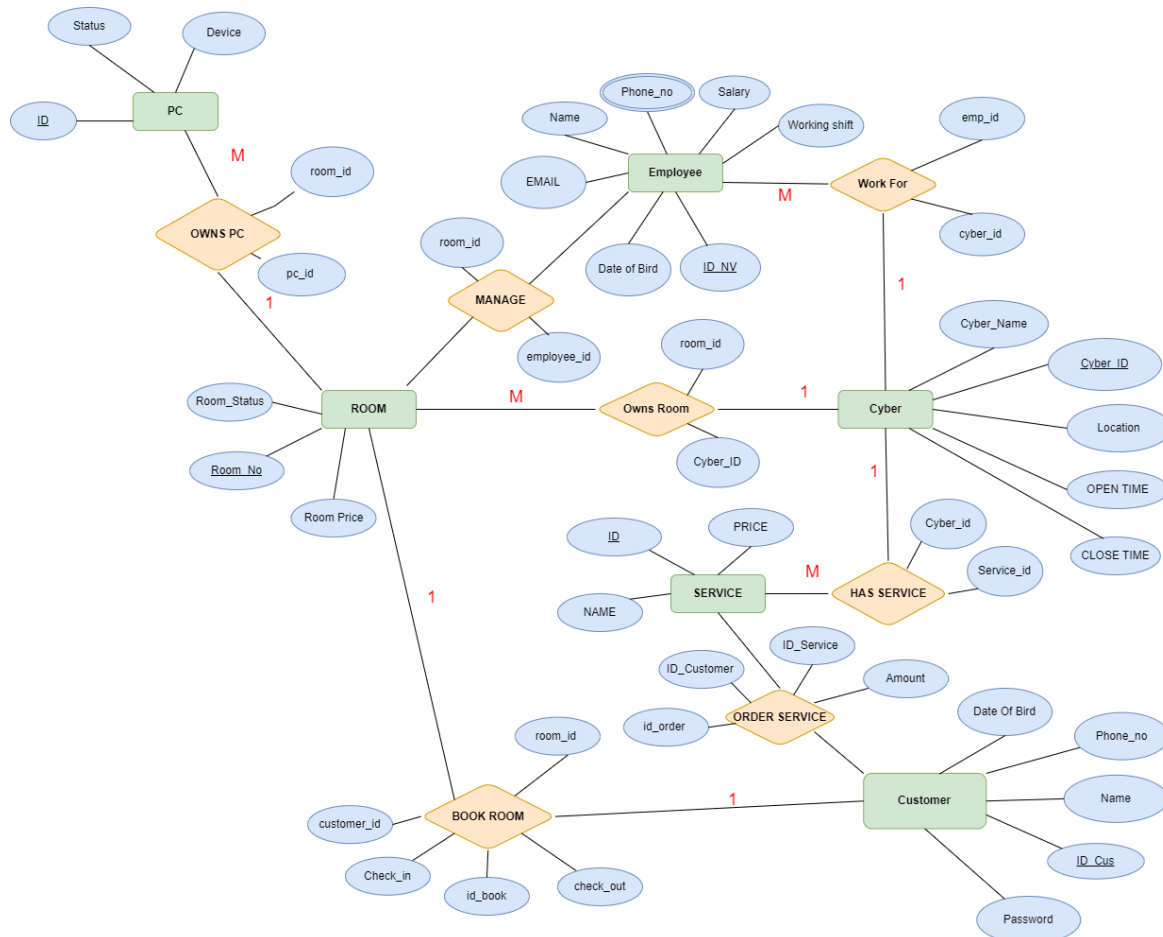 Status
Device
ID
PC
M
room_id
OWNS PC
pc_id
1
Phone_no
Salary
Name
Working shift
EMAIL
Employee
Date of Bird
ID_NV
M
emp_id
Work For
cyber_id
1
room_id
MANAGE
employee_id
Room_Status
ROOM
Room_No
Room Price
M
room_id
Owns Room
Cyber_ID
1
Cyber_Name
Cyber_ID
Cyber
Location
OPEN TIME
CLOSE TIME
1
Cyber_id
HAS SERVICE
Service_id
M
ID
PRICE
SERVICE
NAME
ID_Service
ID_Customer
Amount
ORDER SERVICE
id_order
1
room_id
customer_id
BOOK ROOM
Check_in
id_book
check_out
1
Date Of Bird
Phone_no
Customer
Name
ID_Cus
Password